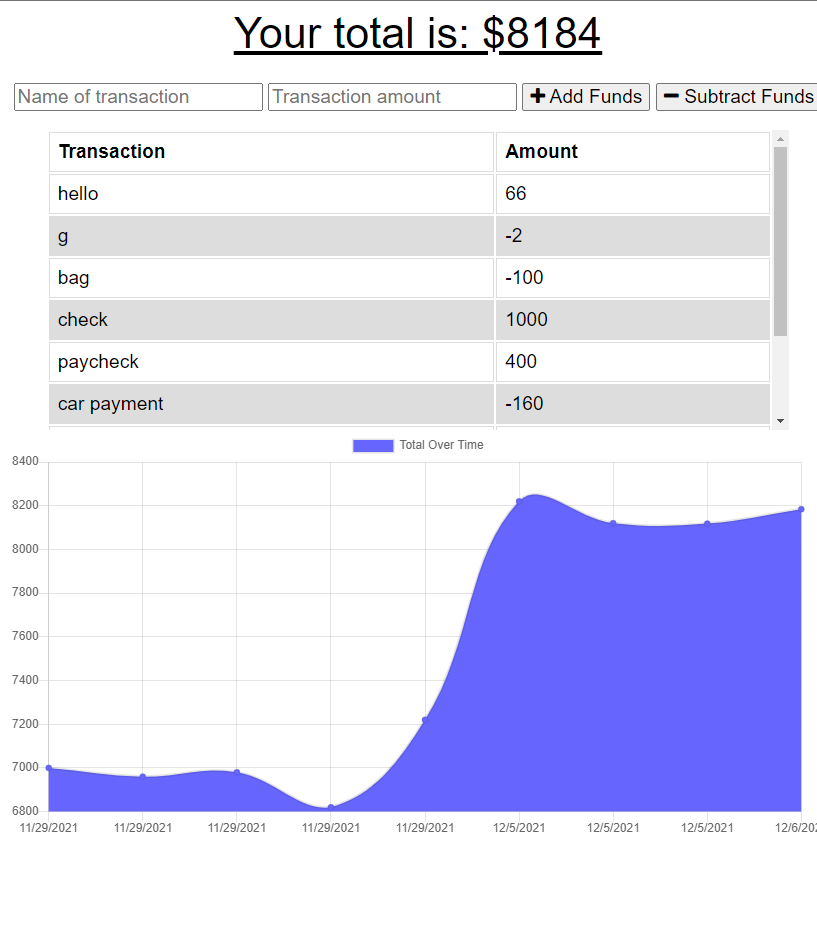 Your total is: $8184
Name of transaction Transaction amount Add Funds Subtract Funds
Transaction Amount
hello 66
g -2
bag -100
check 1000
paycheck 400
car payment -160
Total Over Time
8400
8200
8000
7800
7600
7400
7200
7000
6800
11/29/2021 11/29/2021 11/29/2021 11/29/2021 11/29/2021 12/5/2021 12/5/2021 12/5/2021 12/6/202